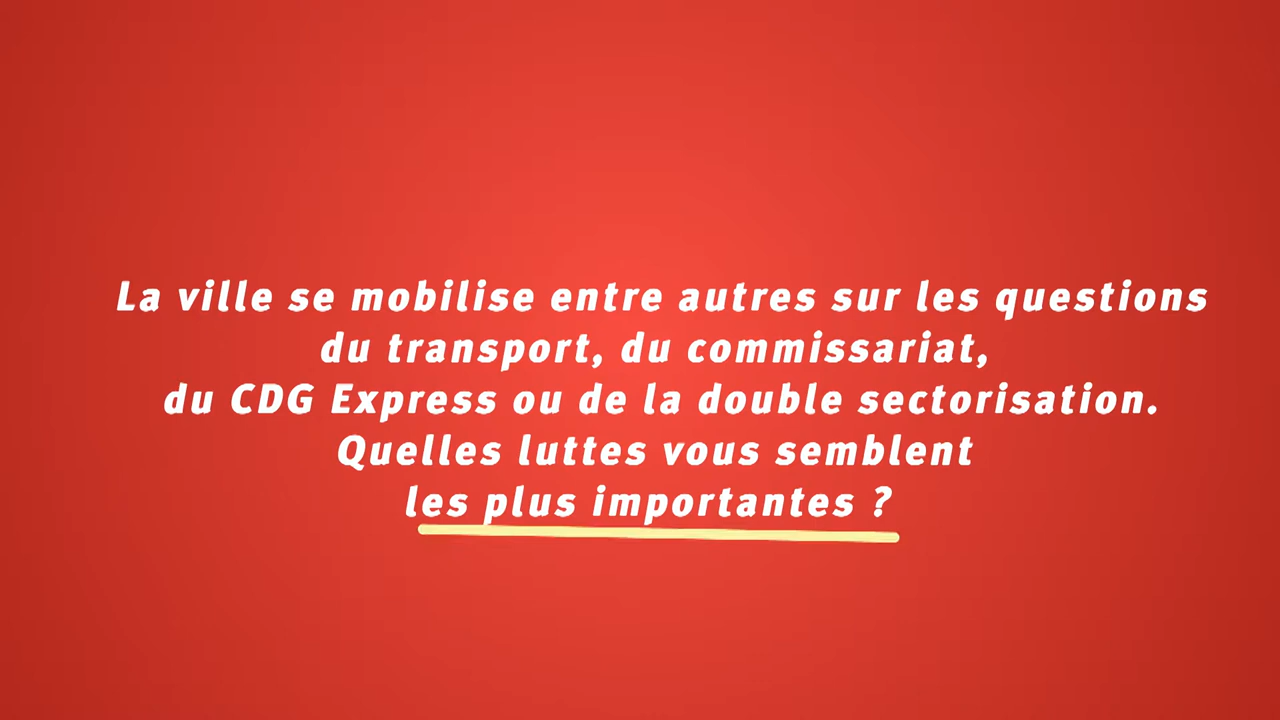 La ville se mobilise entre autres sur les questions
du transport, du commissariat,
du CDG Express ou de la double sectorisation.
Quelles luttes vous semblent
les plus importantes ?